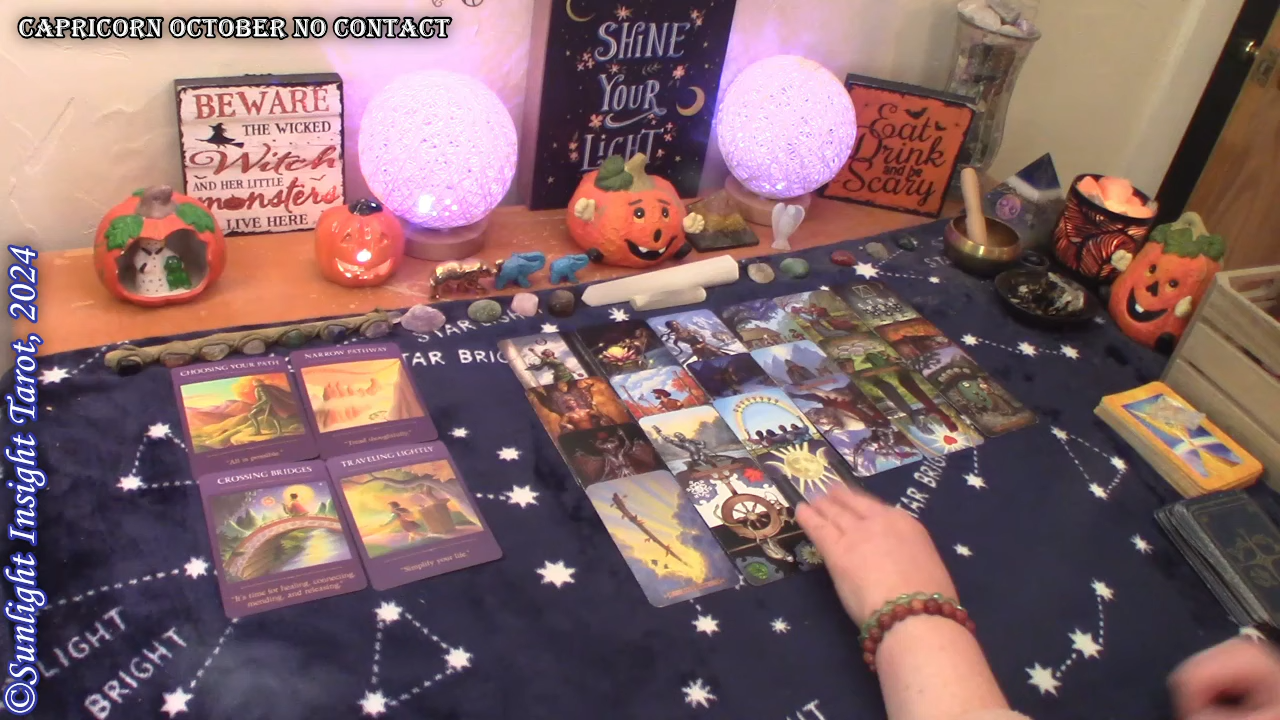 CAPRICORN OCTOBER NO CONTACT
©Sunlight Insight Tarot, 2024
BEWARE
THE WICKED
Witch
AND HER LITTLE
monsters
LIVE HERE
SHINE
YOUR
LIGHT
Eat
Drink
and be
Scary
STAR LIGHT
STAR BRIGHT
CHOOSING YOUR PATH
"All is possible."
NARROW PATHWAY
"Tread thoughtfully."
CROSSING BRIDGES
"It's time for healing, connecting,
mending, and releasing."
TRAVELING LIGHTLY
"Simplify your life."
STAR BRIGHT
LIGHT
BRIGHT